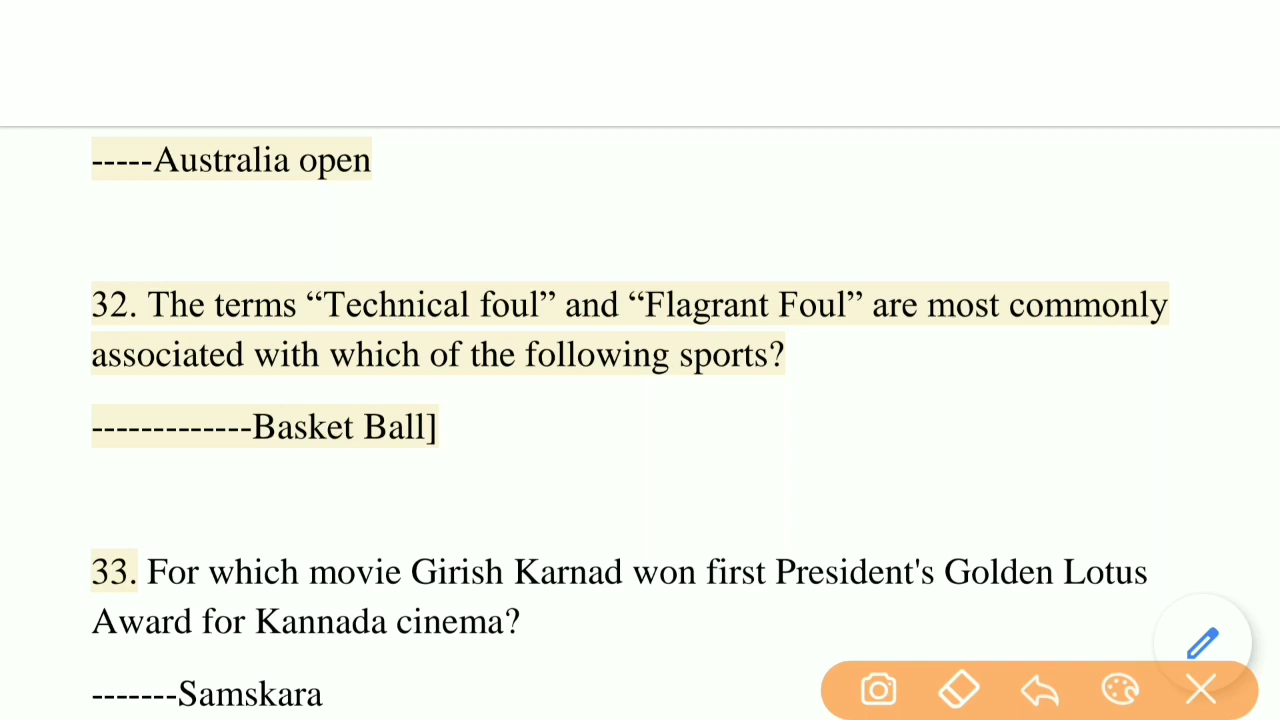 -----Australia open
32. The terms “Technical foul” and “Flagrant Foul” are most commonly
associated with which of the following sports?
-------------Basket Ball]
33. For which movie Girish Karnad won first President's Golden Lotus
Award for Kannada cinema?
-------Samskara